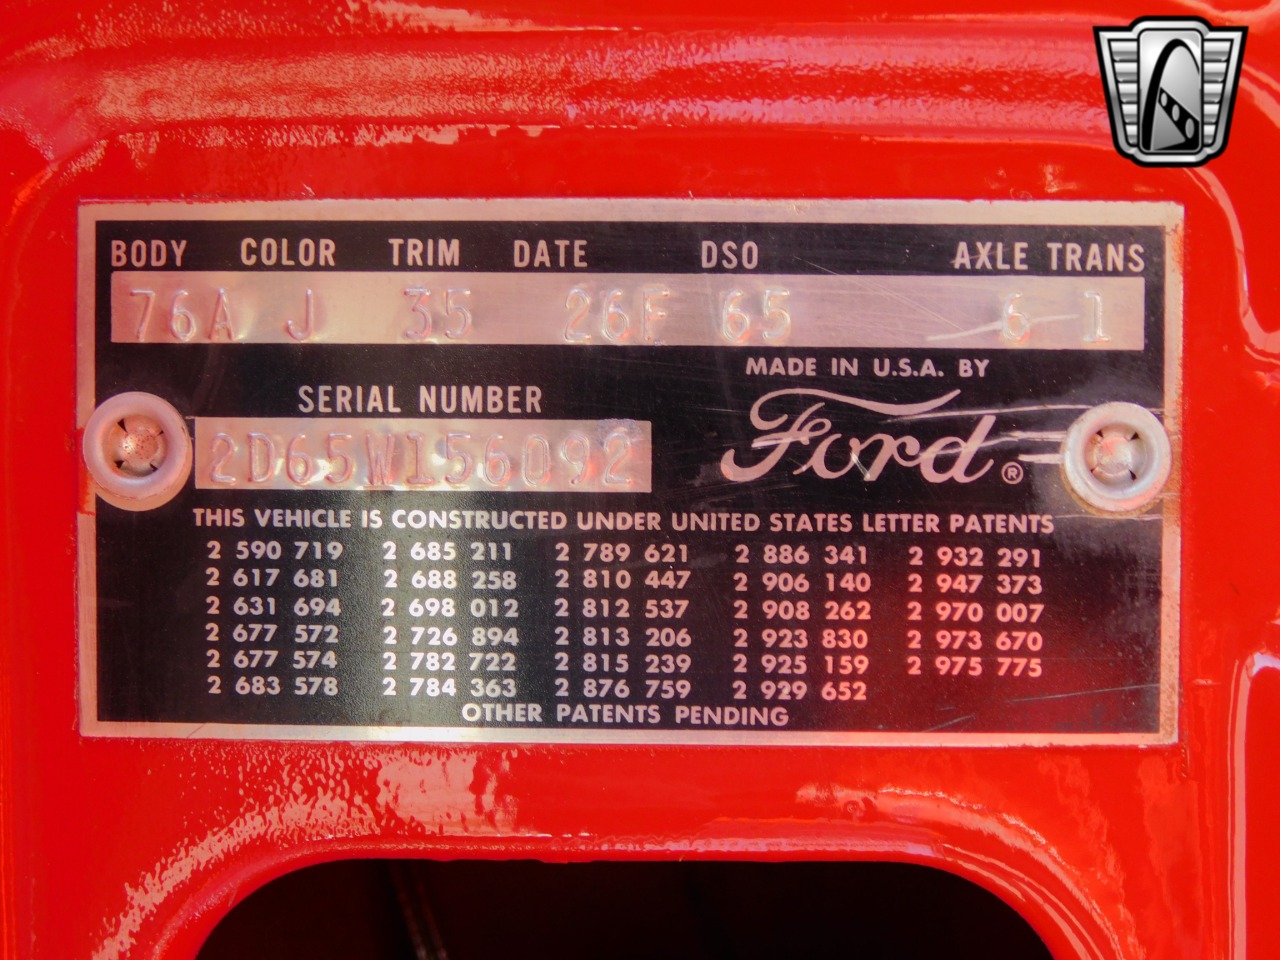 BODY COLOR TRIM DATE DSO AXLE TRANS
76A J 35 26F 65 6 1
MADE IN U.S.A. BY
SERIAL NUMBER
Ford ®
2D65W156092
THIS VEHICLE IS CONSTRUCTED UNDER UNITED STATES LETTER PATENTS
2 590 719 2 685 211 2 789 621 2 886 341 2 932 291
2 617 681 2 688 258 2 810 447 2 906 140 2 947 373
2 631 694 2 698 012 2 812 537 2 908 262 2 970 007
2 677 572 2 726 894 2 813 206 2 923 830 2 973 670
2 677 574 2 782 722 2 815 239 2 925 159 2 975 775
2 683 578 2 784 363 2 876 759 2 929 652
OTHER PATENTS PENDING